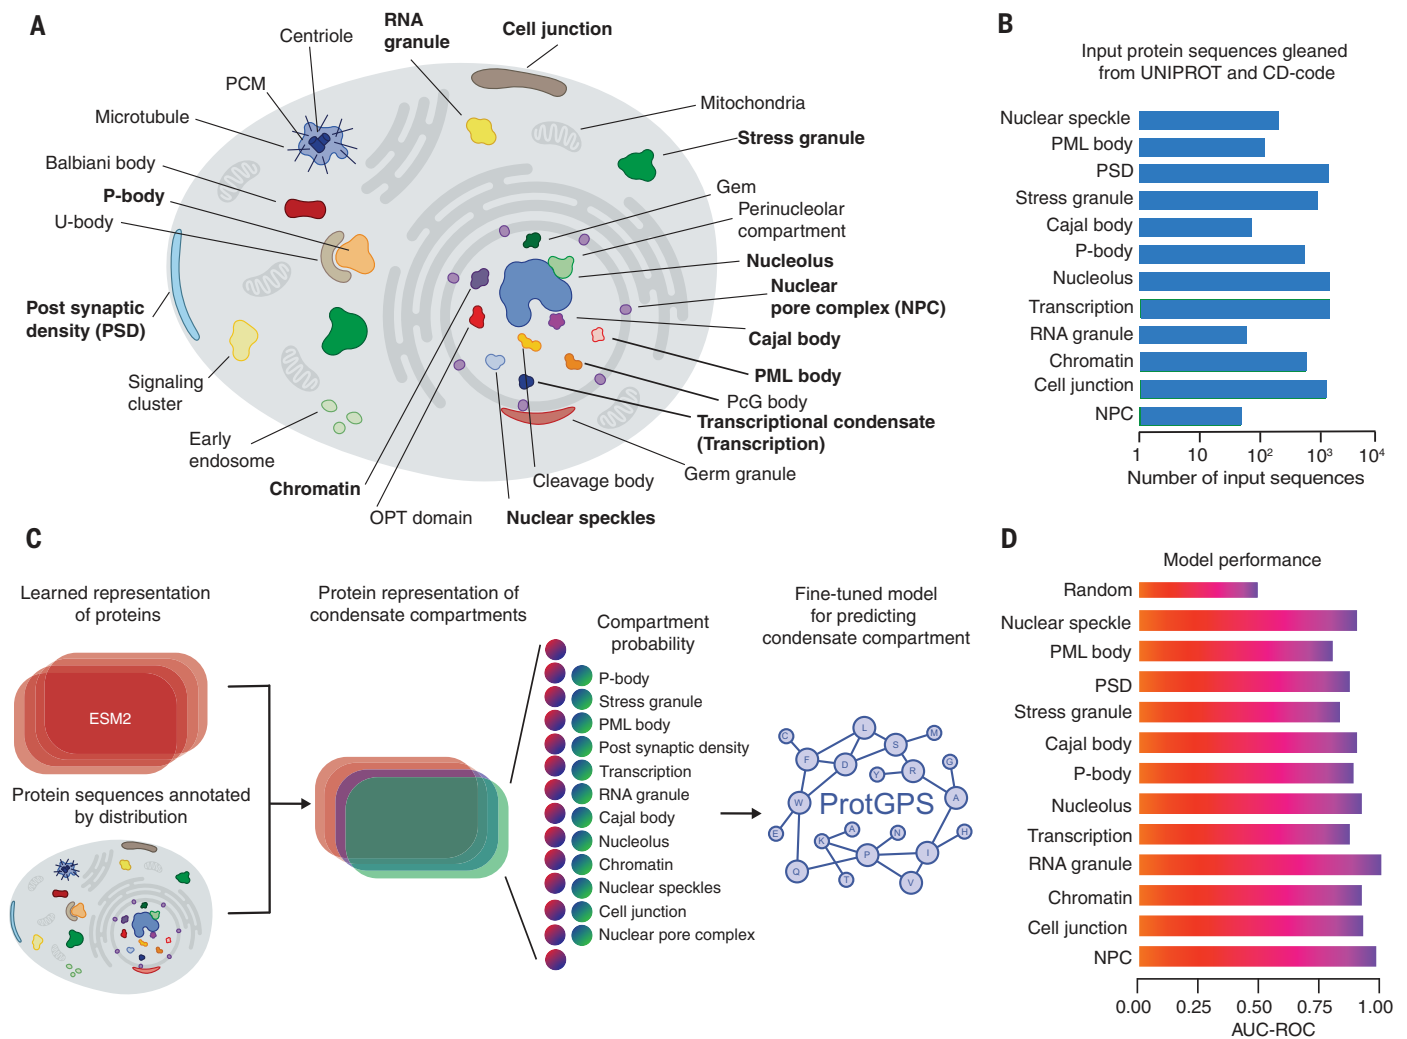 A
Centriole
RNA
granule
Cell junction
PCM
Microtubule
Balbiani body
P-body
U-body
Post synaptic
density (PSD)
Signaling
cluster
Early
endosome
Chromatin
OPT domain
Nuclear speckles
Cleavage body
Germ granule
Transcriptional condensate
(Transcription)
PcG body
PML body
Cajal body
Nuclear
pore complex (NPC)
Nucleolus
Perinucleolar
compartment
Gem
Stress granule
Mitochondria
B
Input protein sequences gleaned
from UNIPROT and CD-code
Nuclear speckle
PML body
PSD
Stress granule
Cajal body
P-body
Nucleolus
Transcription
RNA granule
Chromatin
Cell junction
NPC
1 10 10² 10³ 10⁴
Number of input sequences
C
Learned representation
of proteins
ESM2
Protein sequences annotated
by distribution
Protein representation of
condensate compartments
Compartment
probability
P-body
Stress granule
PML body
Post synaptic density
Transcription
RNA granule
Cajal body
Nucleolus
Chromatin
Nuclear speckles
Cell junction
Nuclear pore complex
Fine-tuned model
for predicting
condensate compartment
L
C
S
M
F
D
Y
R
G
W
ProtGPS
A
E
K
A
N
H
P
I
Q
T
V
D
Model performance
Random
Nuclear speckle
PML body
PSD
Stress granule
Cajal body
P-body
Nucleolus
Transcription
RNA granule
Chromatin
Cell junction
NPC
0.00 0.25 0.50 0.75 1.00
AUC-ROC